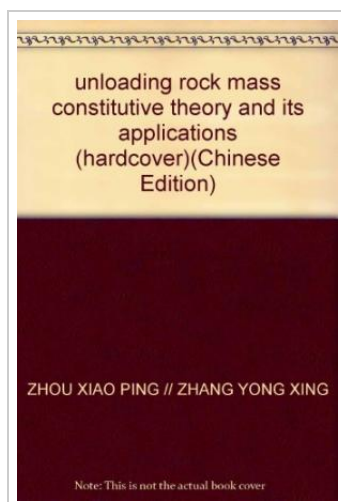 unloading rock mass
constitutive theory and its
applications
(hardcover)(Chinese
Edition)
ZHOU XIAO PING // ZHANG YONG XING
Note: This is not the actual book cover